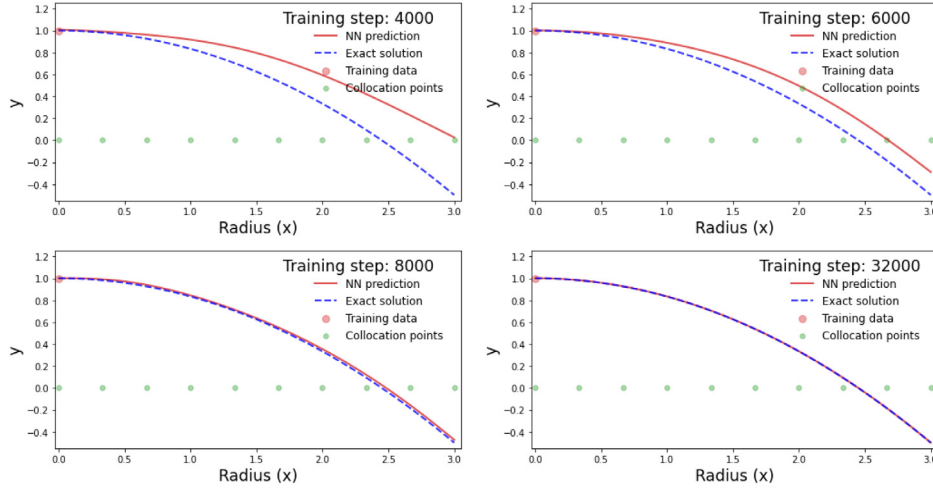 Training step: 4000
NN prediction
Exact solution
Training data
Collocation points
1.2
1.0
0.8
0.6
0.4
0.2
0.0
−0.2
−0.4
y
0.0 0.5 1.0 1.5 2.0 2.5 3.0
Radius (x)
Training step: 6000
NN prediction
Exact solution
Training data
Collocation points
1.2
1.0
0.8
0.6
0.4
0.2
0.0
−0.2
−0.4
y
0.0 0.5 1.0 1.5 2.0 2.5 3.0
Radius (x)
Training step: 8000
NN prediction
Exact solution
Training data
Collocation points
1.2
1.0
0.8
0.6
0.4
0.2
0.0
−0.2
−0.4
y
0.0 0.5 1.0 1.5 2.0 2.5 3.0
Radius (x)
Training step: 32000
NN prediction
Exact solution
Training data
Collocation points
1.2
1.0
0.8
0.6
0.4
0.2
0.0
−0.2
−0.4
y
0.0 0.5 1.0 1.5 2.0 2.5 3.0
Radius (x)